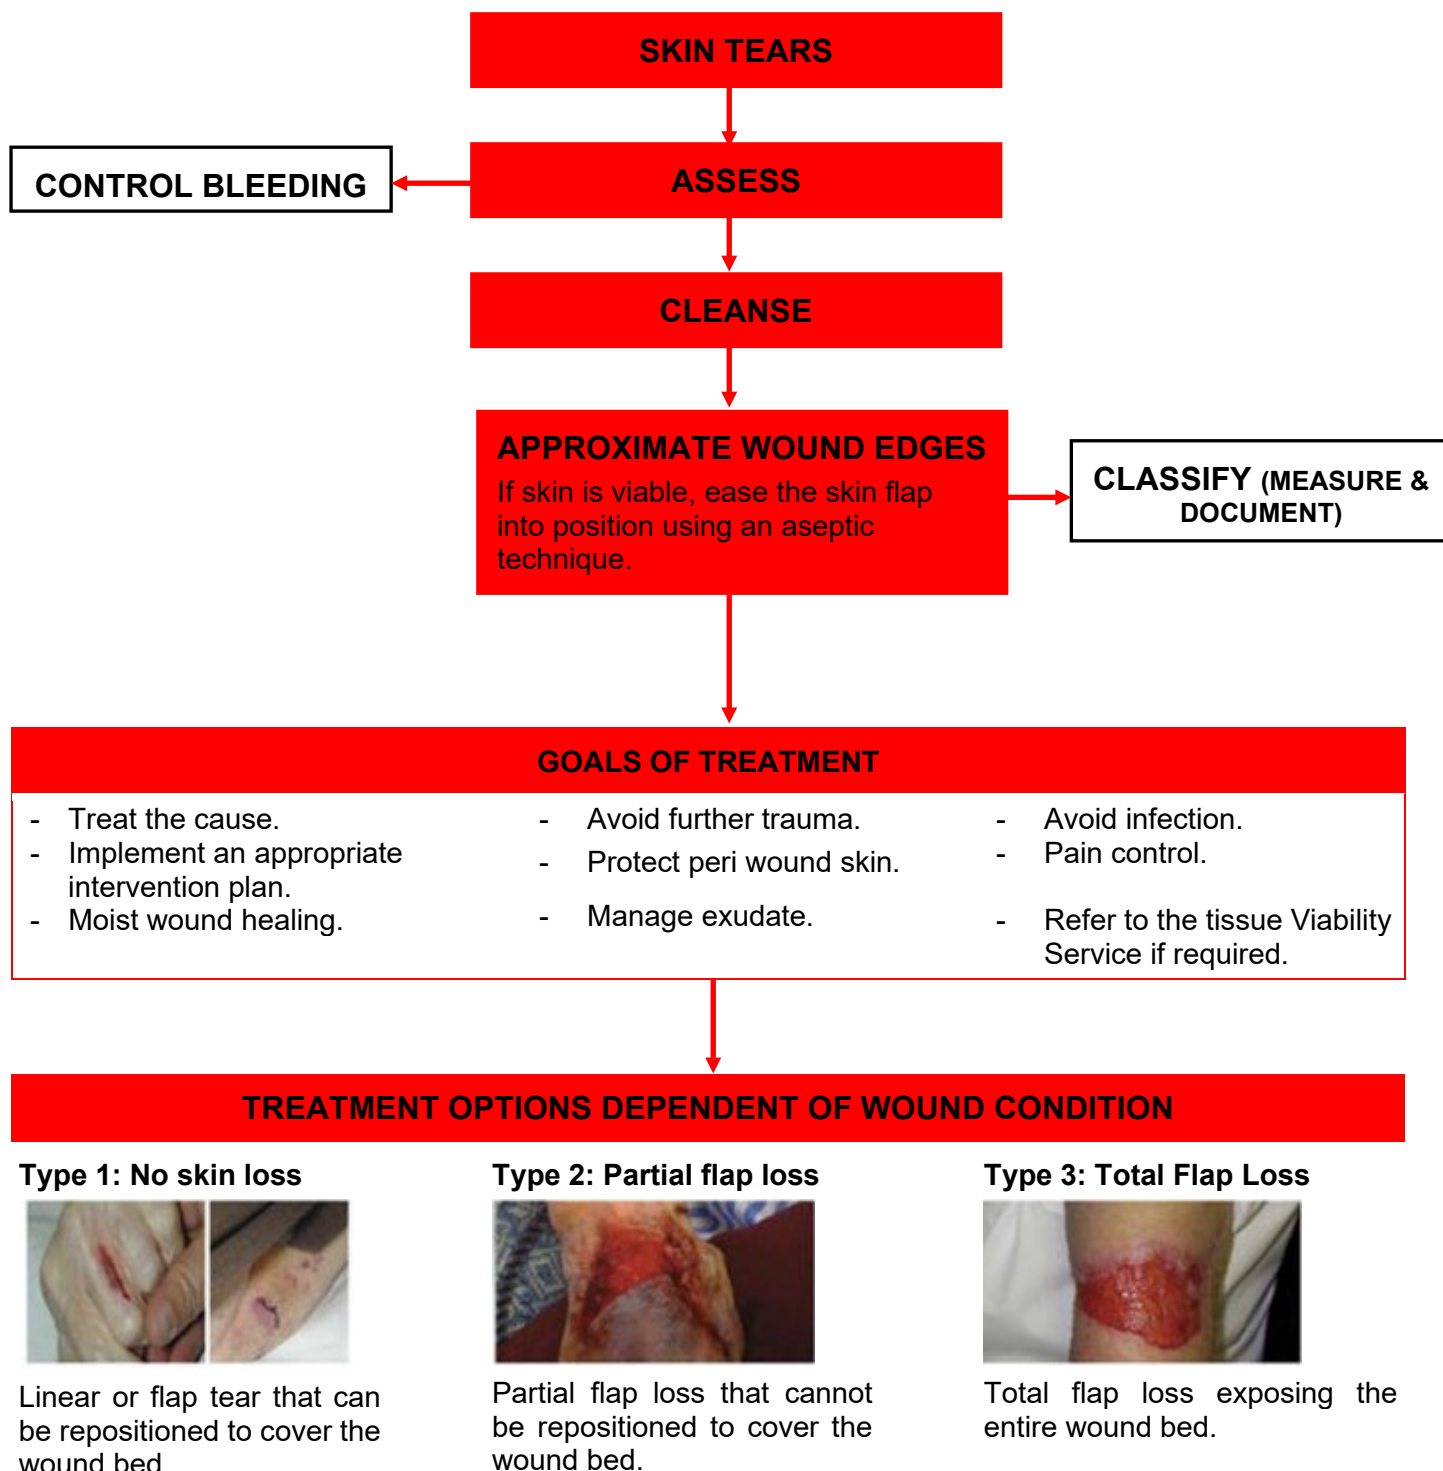 SKIN TEARS
CONTROL BLEEDING
ASSESS
CLEANSE
APPROXIMATE WOUND EDGES
If skin is viable, ease the skin flap
into position using an aseptic
technique.
CLASSIFY (MEASURE &
DOCUMENT)
GOALS OF TREATMENT
- Treat the cause.
- Implement an appropriate
intervention plan.
- Moist wound healing.
- Avoid further trauma.
- Protect peri wound skin.
- Manage exudate.
- Avoid infection.
- Pain control.
- Refer to the tissue Viability
Service if required.
TREATMENT OPTIONS DEPENDENT OF WOUND CONDITION
Type 1: No skin loss
Linear or flap tear that can
be repositioned to cover the
wound bed
Type 2: Partial flap loss
Partial flap loss that cannot
be repositioned to cover the
wound bed.
Type 3: Total Flap Loss
Total flap loss exposing the
entire wound bed.